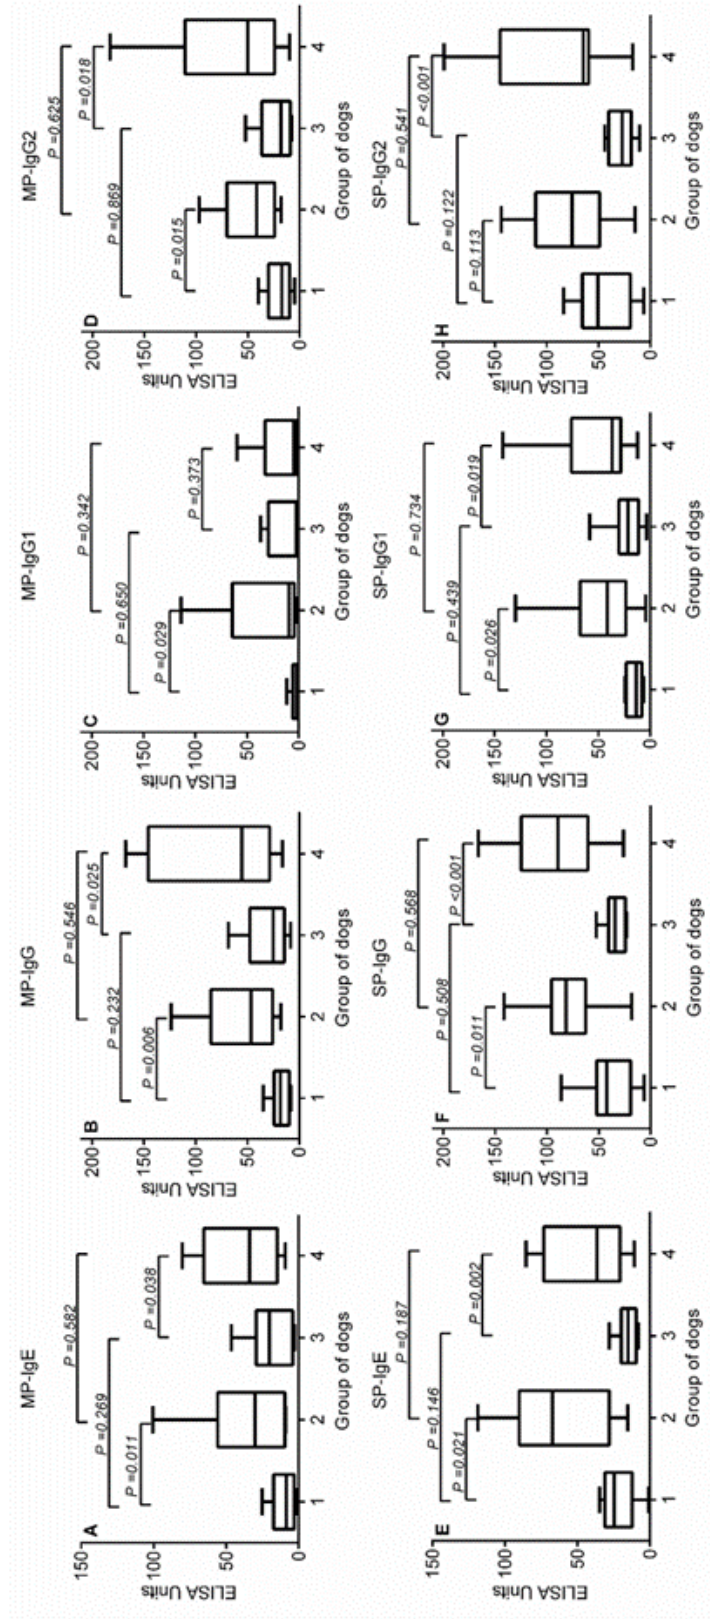 MP-IgE
A
P =0.582
P =0.269
P =0.011
P =0.038
150
100
50
0
ELISA Units
1 2 3 4
Group of dogs
MP-IgG
B
P =0.546
P =0.232
P =0.025
P =0.006
200
150
100
50
0
ELISA Units
1 2 3 4
Group of dogs
MP-IgG1
C
P =0.342
P =0.650
P =0.029
P =0.373
200
150
100
50
0
ELISA Units
1 2 3 4
Group of dogs
MP-IgG2
D
P =0.625
P =0.018
P =0.869
P =0.015
200
150
100
50
0
ELISA Units
1 2 3 4
Group of dogs
SP-IgE
E
P =0.187
P =0.146
P =0.021
P =0.002
150
100
50
0
ELISA Units
1 2 3 4
Group of dogs
SP-IgG
F
P =0.568
P =0.508
P <0.001
P =0.011
200
150
100
50
0
ELISA Units
1 2 3 4
Group of dogs
SP-IgG1
G
P =0.734
P =0.439
P =0.019
P =0.026
200
150
100
50
0
ELISA Units
1 2 3 4
Group of dogs
SP-IgG2
H
P =0.541
P <0.001
P =0.122
P =0.113
200
150
100
50
0
ELISA Units
1 2 3 4
Group of dogs